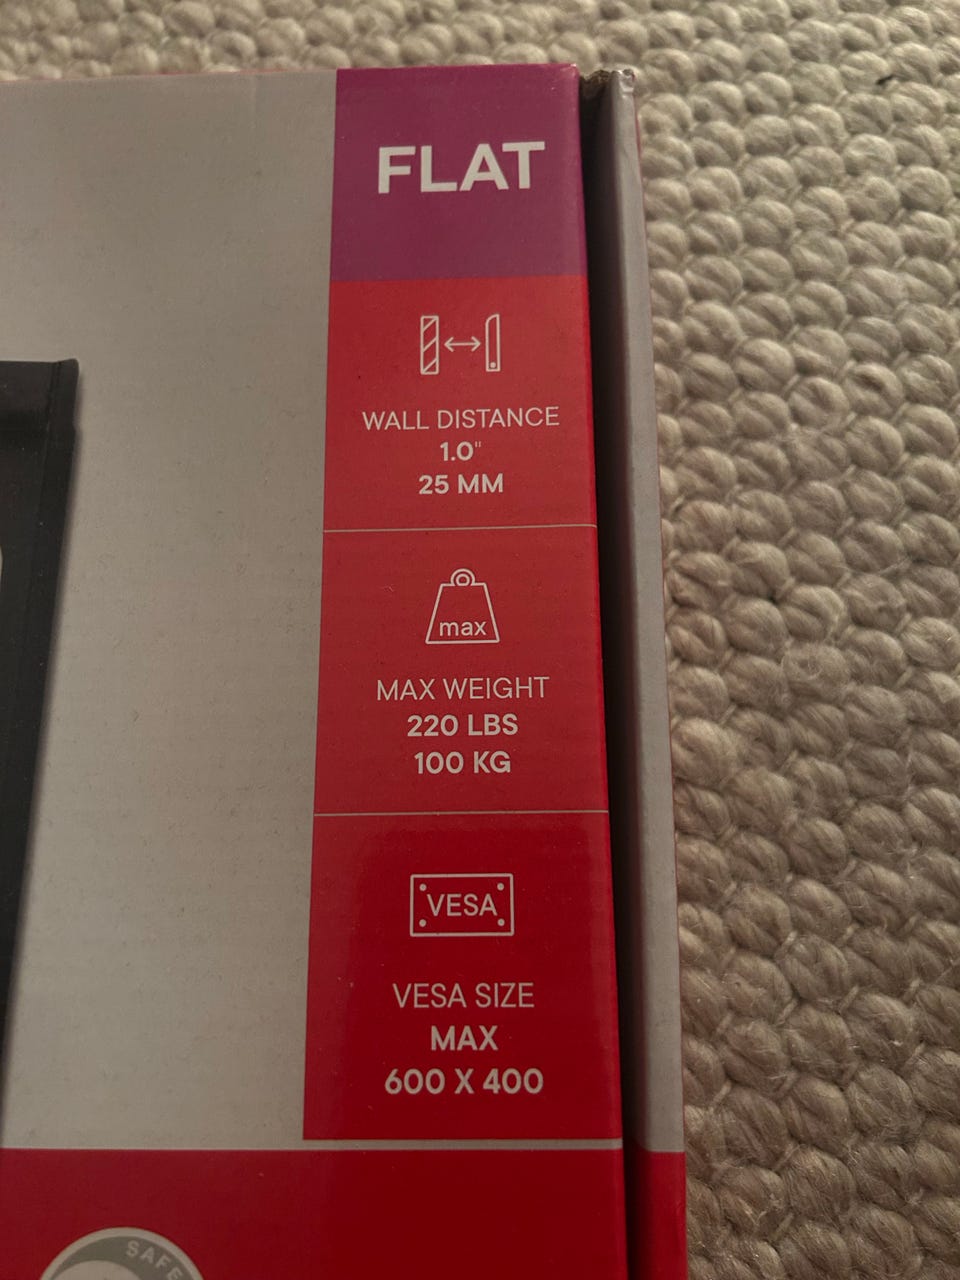 FLAT
WALL DISTANCE
1.0"
25 MM
max
MAX WEIGHT
220 LBS
100 KG
VESA
VESA SIZE
MAX
600 X 400
SAFE